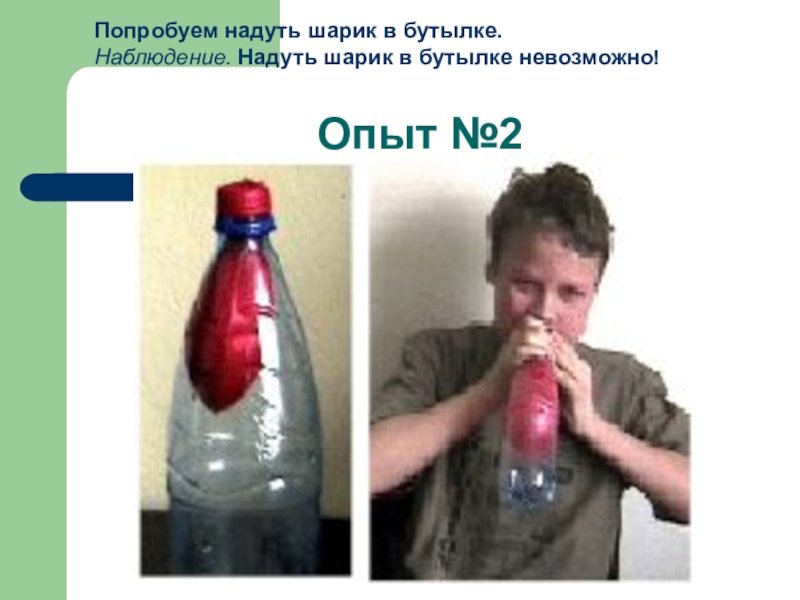 Попробуем надуть шарик в бутылке.
Наблюдение. Надуть шарик в бутылке невозможно!
Опыт №2